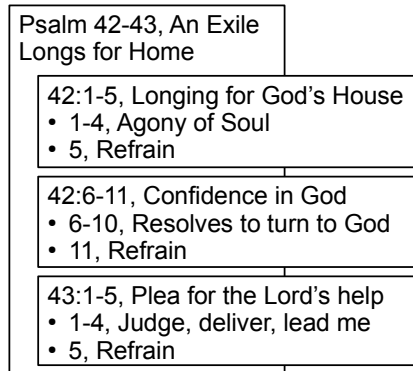 Psalm 42-43, An Exile
Longs for Home
42:1-5, Longing for God's House
• 1-4, Agony of Soul
• 5, Refrain
42:6-11, Confidence in God
• 6-10, Resolves to turn to God
• 11, Refrain
43:1-5, Plea for the Lord's help
• 1-4, Judge, deliver, lead me
• 5, Refrain